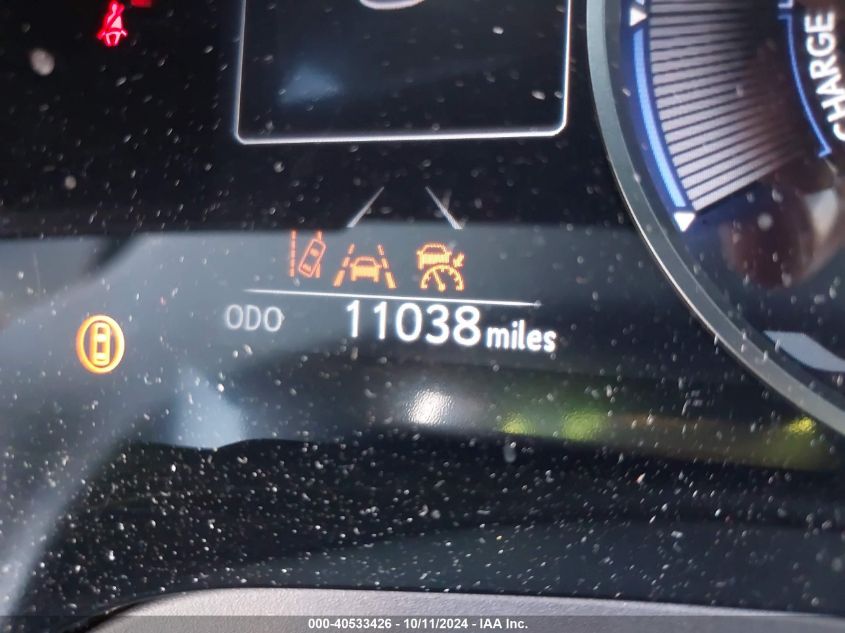 CHARGE
ODO 11038 miles
000-40533426 - 10/11/2024 - IAA Inc.